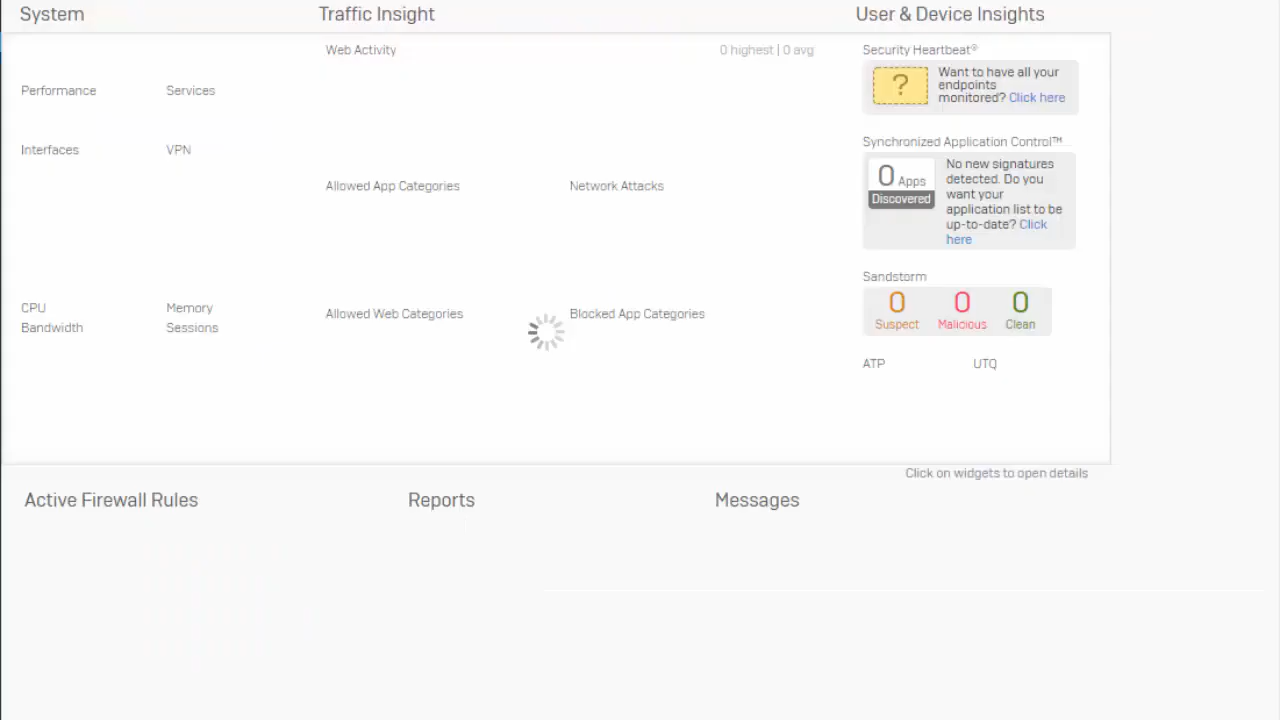 System
Traffic Insight
User & Device Insights
Web Activity
0 highest | 0 avg
Security Heartbeat®
?
Want to have all your
endpoints
monitored? Click here
Performance
Services
Interfaces
VPN
Synchronized Application Control™
0 Apps
Discovered
No new signatures
detected. Do you
want your
application list to be
up-to-date? Click
here
Allowed App Categories
Network Attacks
Sandstorm
0
Suspect
0
Malicious
0
Clean
CPU
Memory
Bandwidth
Sessions
Allowed Web Categories
Blocked App Categories
ATP
UTQ
Click on widgets to open details
Active Firewall Rules
Reports
Messages